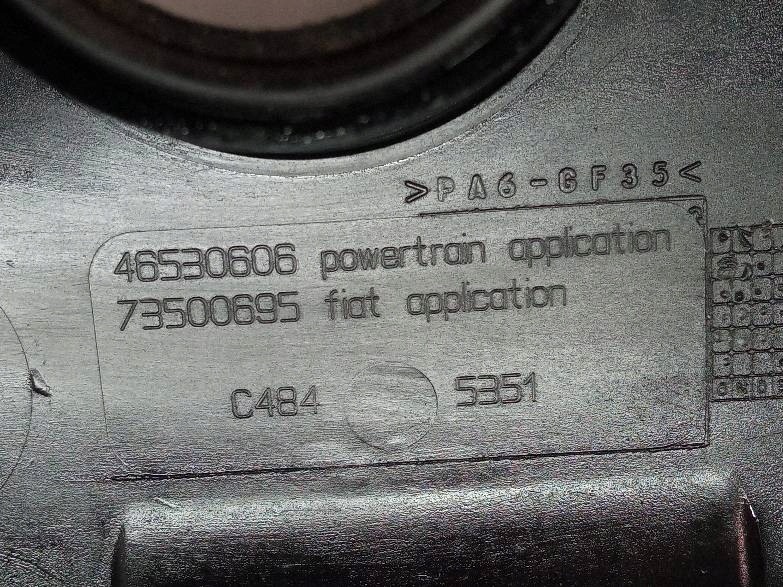 >PA6-GF35<
46530606 powertrain application
73500695 fiat application
C484 5351